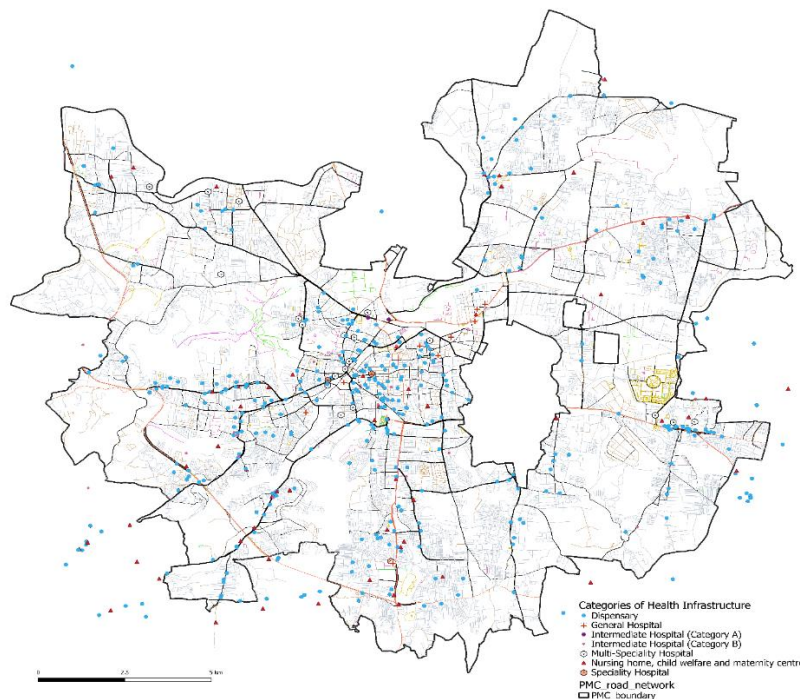 Categories of Health Infrastructure
Dispensary
General Hospital
Intermediate Hospital (Category A)
Intermediate Hospital (Category B)
Multi-Speciality Hospital
Nursing home, child welfare and maternity centre
Speciality Hospital
PMC_road_network
PMC_boundary
0 2.5 5 km